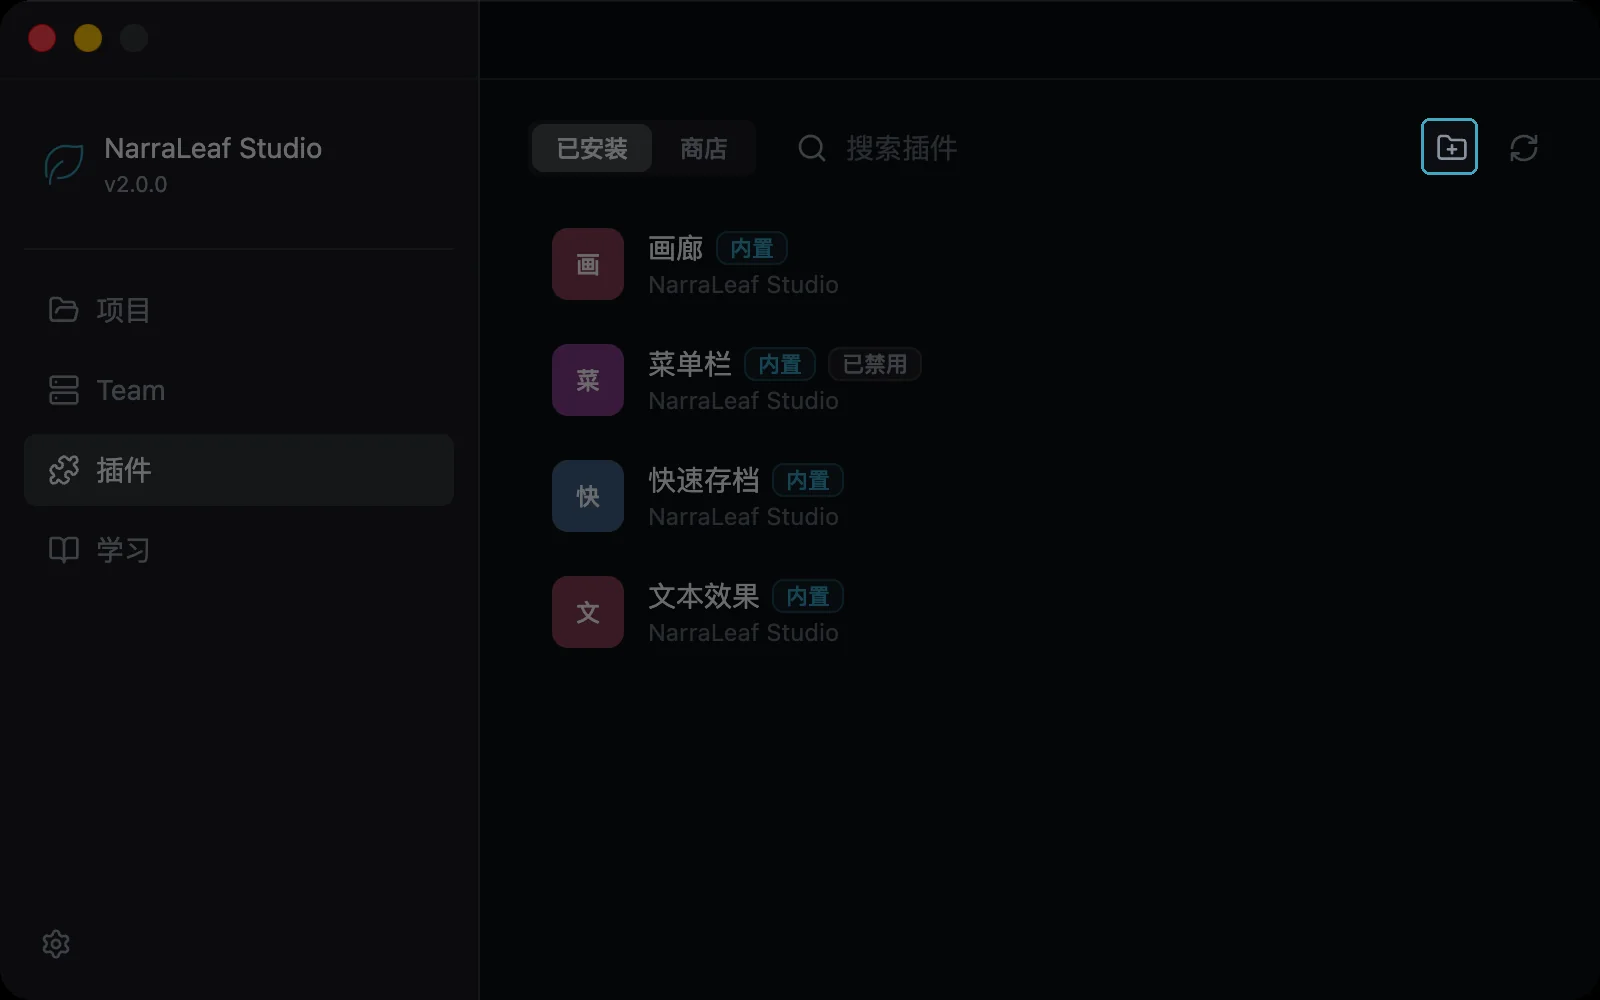 NarraLeaf Studio
v2.0.0
项目
Team
插件
学习
已安装 商店 搜索插件
画 画廊 内置
NarraLeaf Studio
菜 菜单栏 内置 已禁用
NarraLeaf Studio
快 快速存档 内置
NarraLeaf Studio
文 文本效果 内置
NarraLeaf Studio